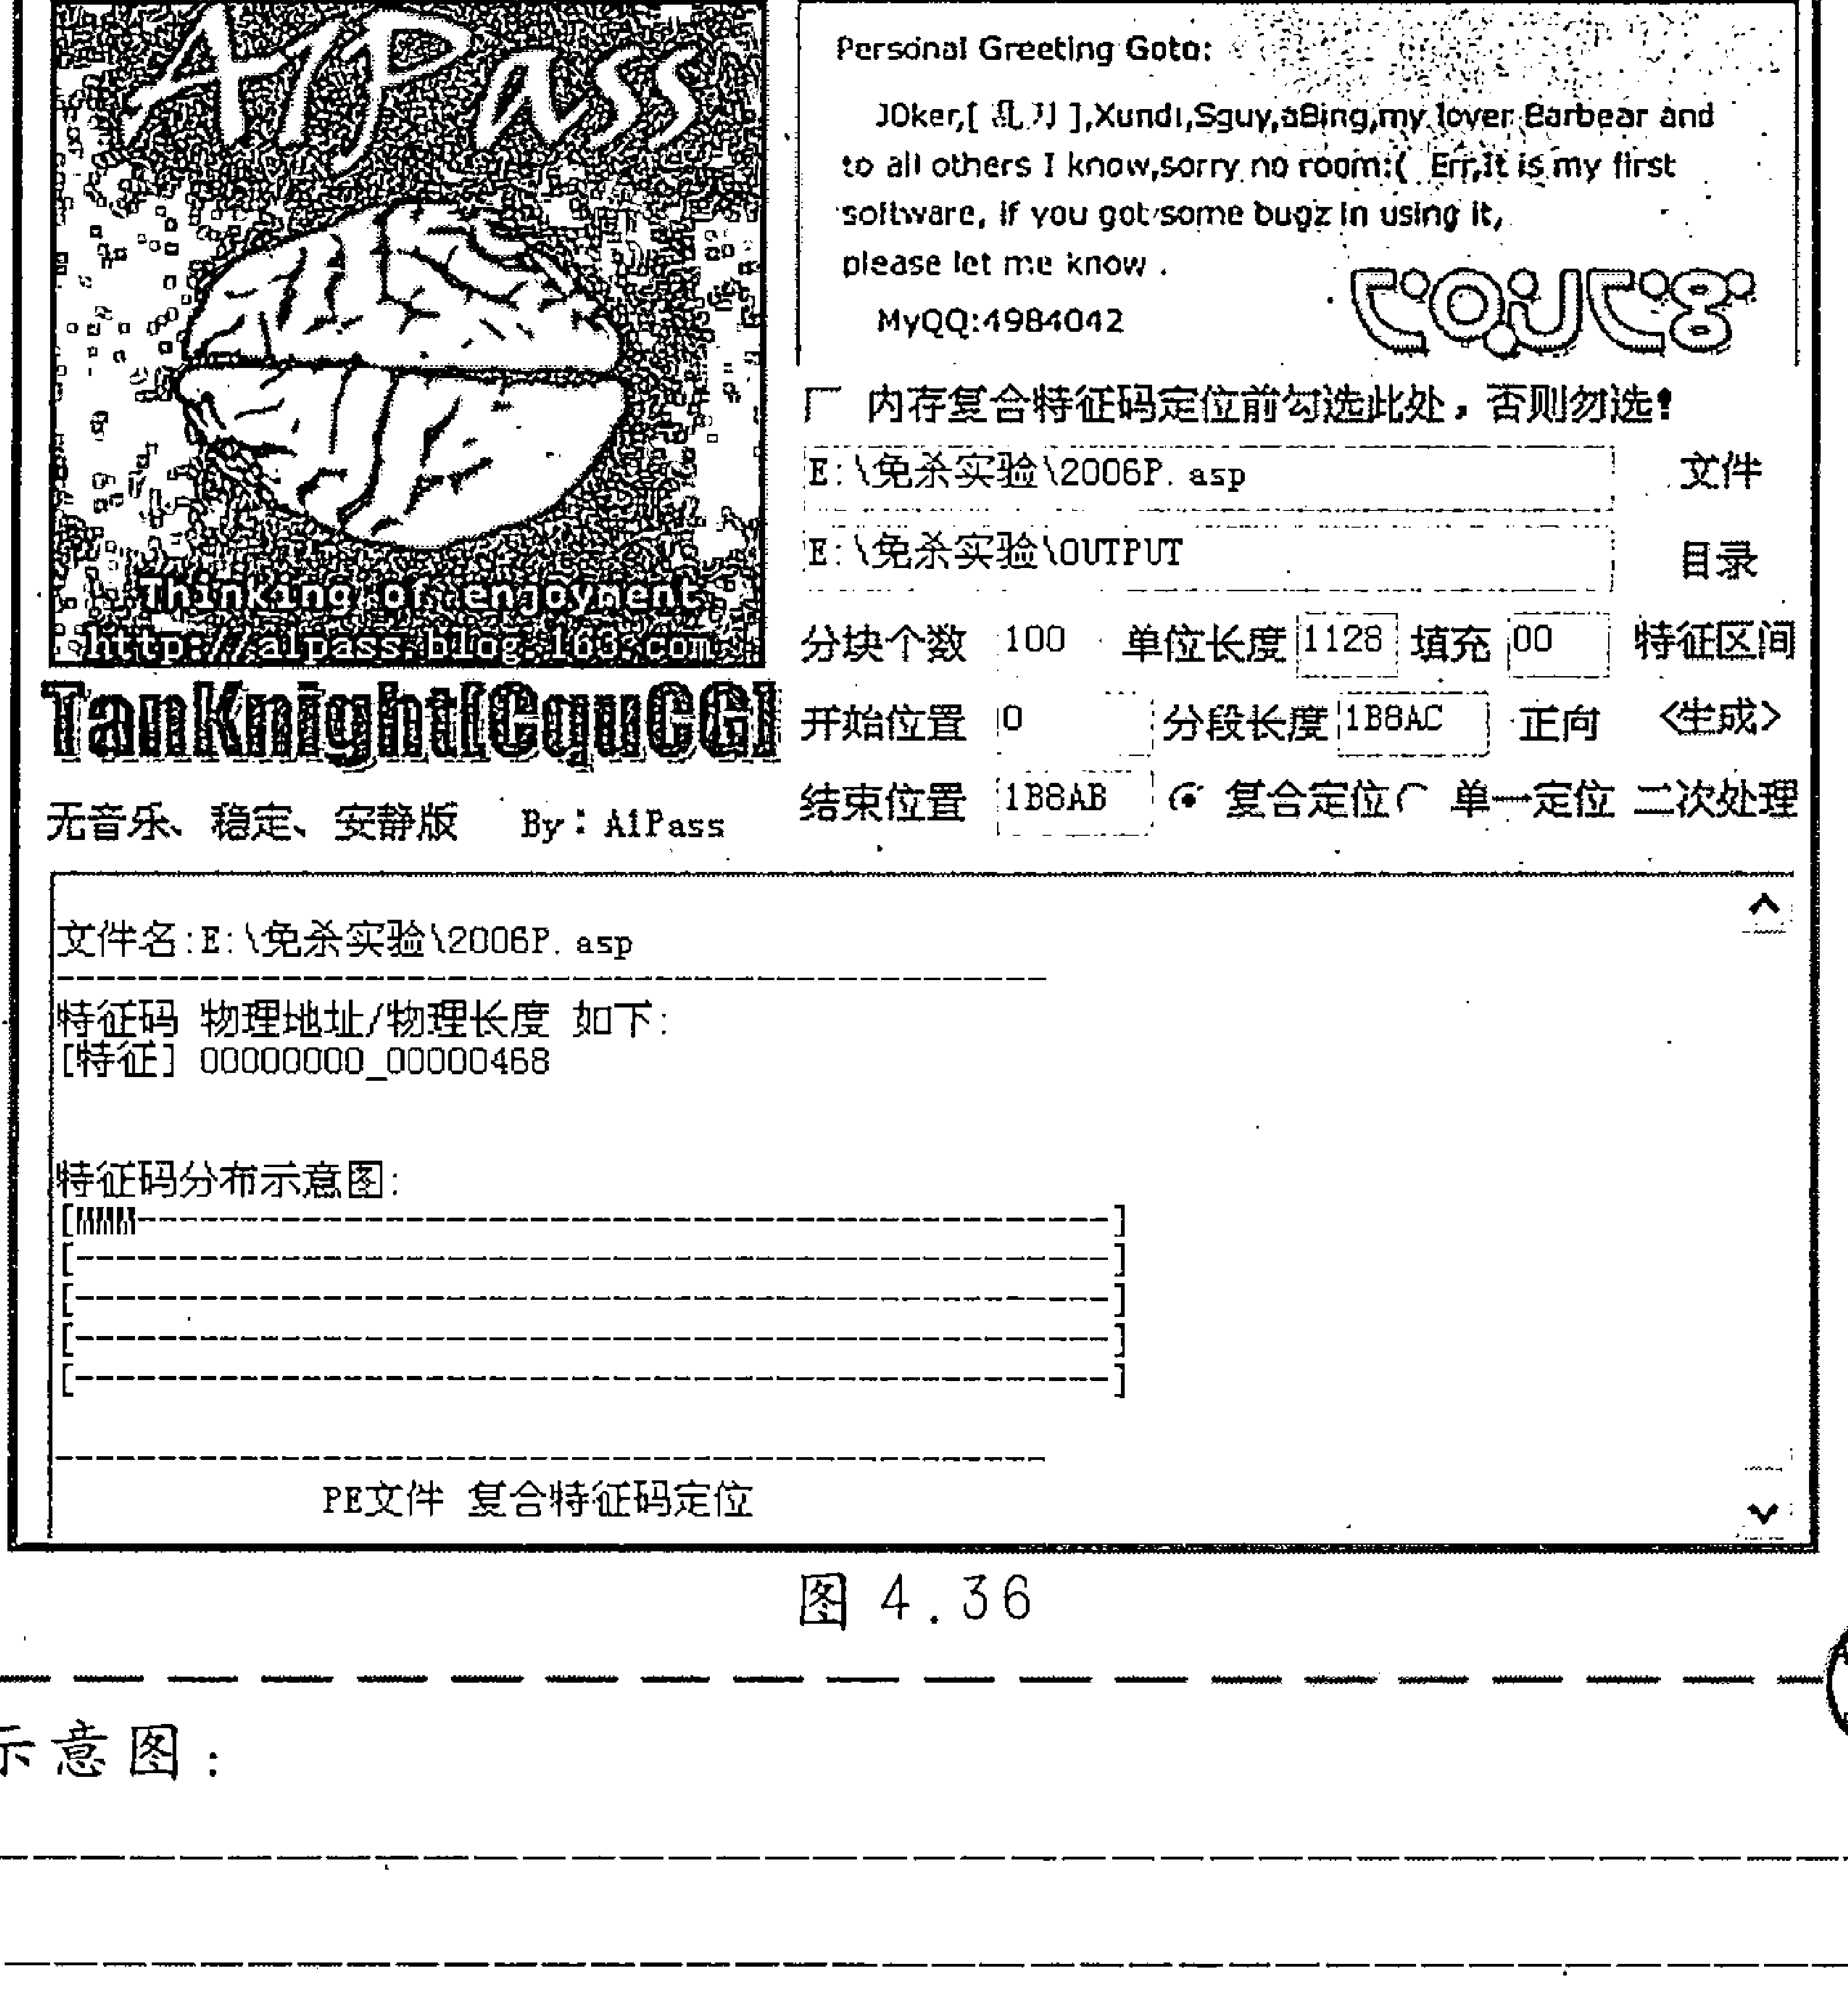 A1Pass
Thinking of enjoyment
http://a1pass.blog.163.com
TanKnight[CquCG]
无音乐、稳定、安静版 By：A1Pass
Personal Greeting Goto:
J0ker,[ 乱刀 ],Xundi,Sguy,aBing,my lover Barbear and
to all others I know,sorry no room:( Err,It is my first
software, if you got some bugz in using it,
please let me know .
MyQQ:4984042
内存复合特征码定位前勾选此处，否则勿选！
E:\免杀实验\2006P.asp 文件
E:\免杀实验\OUTPUT 目录
分块个数 100 单位长度 1128 填充 00 特征区间
开始位置 0 分段长度 1B8AC 正向 <生成>
结束位置 1B8AB 复合定位 单一定位 二次处理
文件名:E:\免杀实验\2006P.asp
--------------------------------------------------
特征码 物理地址/物理长度 如下:
[特征] 00000000_00000468
特征码分布示意图:
[MMM--------------------------------------------------]
[-----------------------------------------------------]
[-----------------------------------------------------]
[-----------------------------------------------------]
[-----------------------------------------------------]
--------------------------------------------------
PE文件 复合特征码定位
图 4.36
示意图：